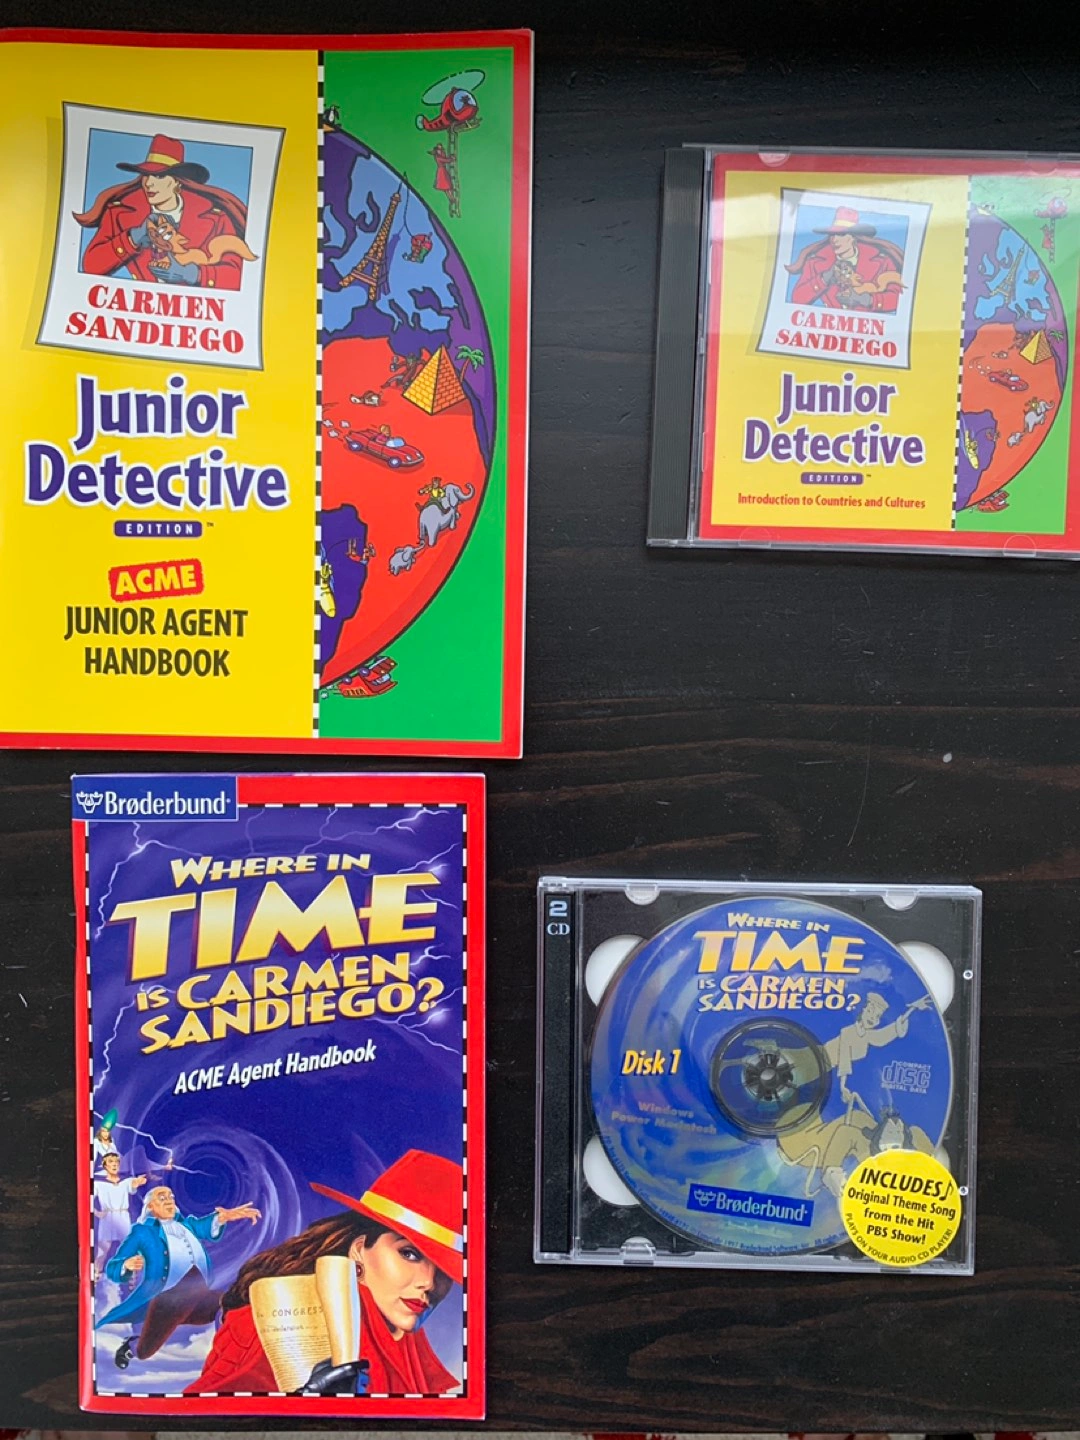 CARMEN
SANDIEGO
Junior
Detective
EDITION™
ACME
JUNIOR AGENT
HANDBOOK
CARMEN
SANDIEGO
Junior
Detective
EDITION™
Introduction to Countries and Cultures
Brøderbund®
WHERE IN
TIME
IS CARMEN
SANDIEGO?
ACME Agent Handbook
CONGRESS
2
CD
WHERE IN
TIME
IS CARMEN
SANDIEGO?
Disk 1
COMPACT
disc
DIGITAL DATA
Windows
Power Macintosh
Brøderbund®
INCLUDES♪
Original Theme Song
from the Hit
PBS Show!
PLAYS ON YOUR AUDIO CD PLAYER!